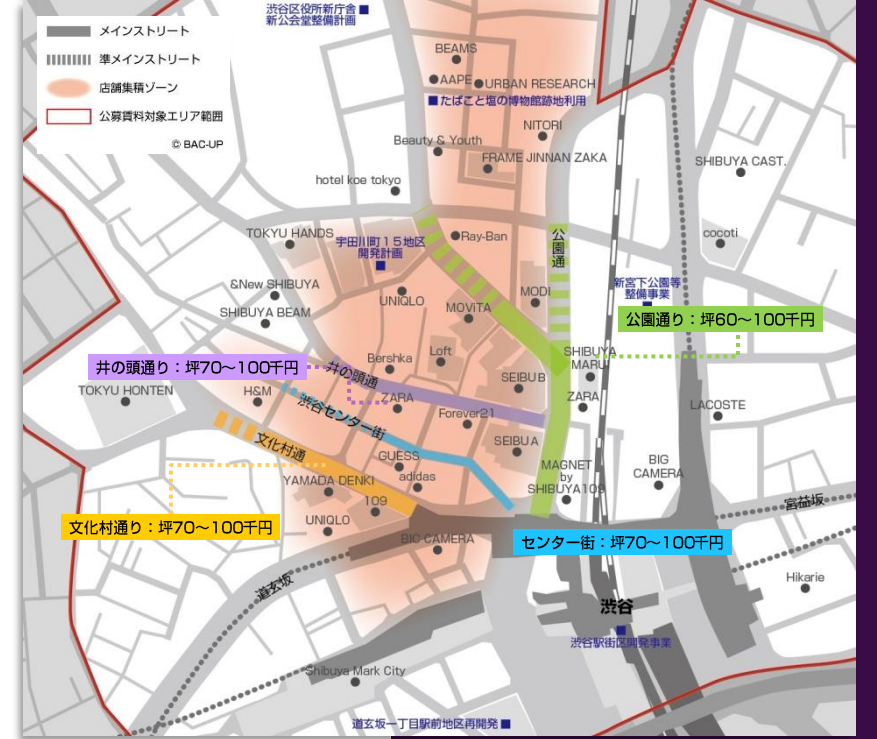 渋谷区役所新庁舎
新公会堂整備計画
メインストリート
準メインストリート
店舗集積ゾーン
公募賃料対象エリア範囲
© BAC-UP
BEAMS
AAPE
URBAN RESEARCH
たばこと塩の博物館跡地利用
NITORI
Beauty & Youth
FRAME JINNAN ZAKA
SHIBUYA CAST.
hotel koe tokyo
TOKYU HANDS
宇田川町15地区
開発計画
Ray-Ban
公園通
cocoti
&New SHIBUYA
新宮下公園等
整備事業
UNIQLO
MODI
SHIBUYA BEAM
MOViTA
公園通り：坪60〜100千円
井の頭通り：坪70〜100千円
井の頭通
Bershka
Loft
SHIBUYA
MARUI
SEIBU B
TOKYU HONTEN
H&M
ZARA
ZARA
LACOSTE
渋谷センター街
Forever21
文化村通
SEIBU A
GUESS
adidas
YAMADA DENKI
MAGNET
by
SHIBUYA109
BIG
CAMERA
109
宮益坂
UNIQLO
文化村通り：坪70〜100千円
BIC CAMERA
センター街：坪70〜100千円
道玄坂
Hikarie
渋谷
渋谷駅街区開発事業
Shibuya Mark City
道玄坂一丁目駅前地区再開発